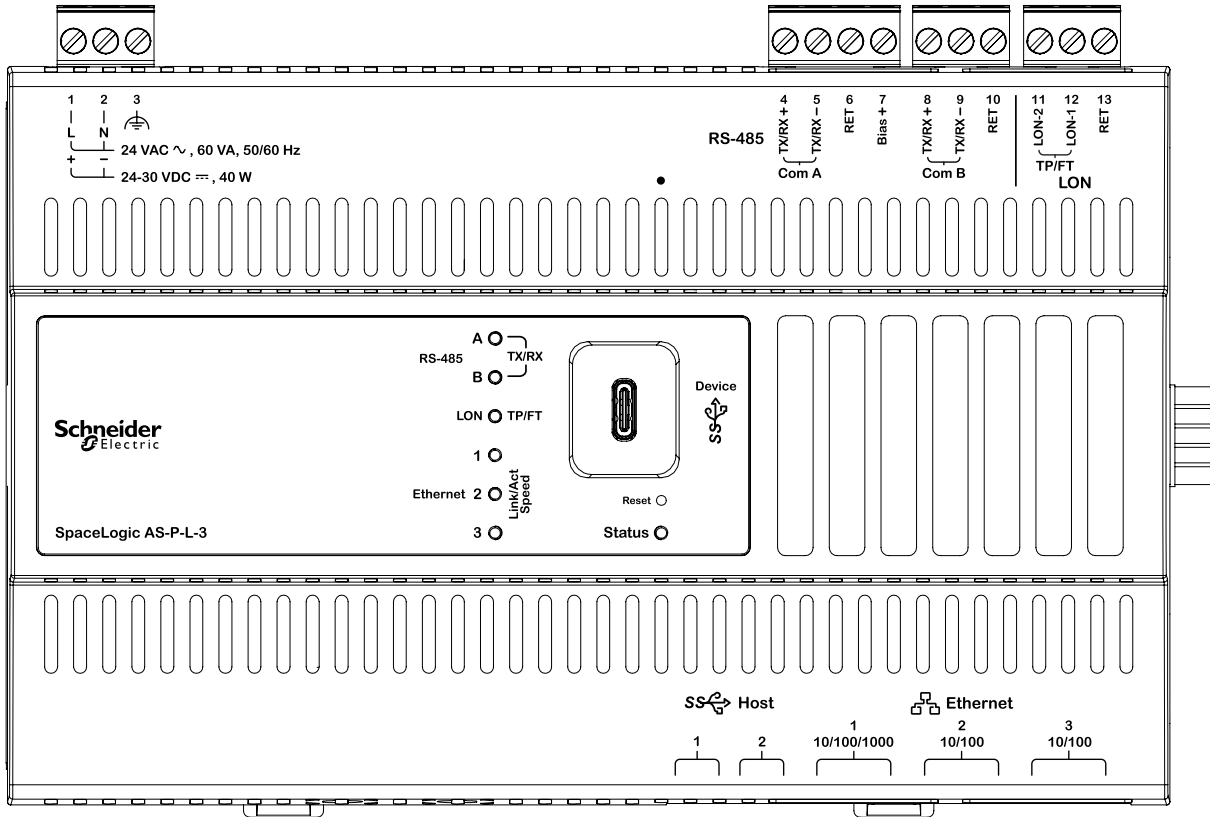 1 2 3
L N
+ −
24 VAC ∿, 60 VA, 50/60 Hz
24-30 VDC ⎓, 40 W
RS-485
4 5 6 7 8 9 10 11 12 13
TX/RX +
TX/RX −
RET
Bias +
TX/RX +
TX/RX −
RET
LON-2
LON-1
RET
Com A
Com B
TP/FT
LON
RS-485
A
B
TX/RX
LON
TP/FT
1
Ethernet 2
3
Link/Act
Speed
Device
SS
Reset
Status
Schneider
Electric
SpaceLogic AS-P-L-3
SS Host
1 2
Ethernet
1
10/100/1000
2
10/100
3
10/100